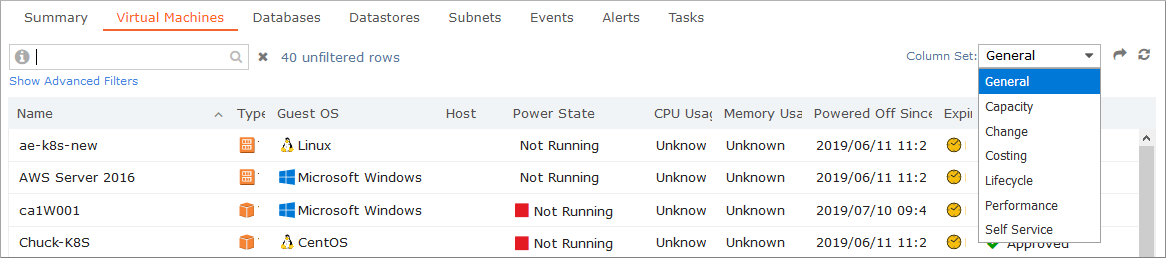 Summary Virtual Machines Databases Datastores Subnets Events Alerts Tasks
40 unfiltered rows Column Set: General
Show Advanced Filters
General
Capacity
Change
Costing
Lifecycle
Performance
Self Service
Name Type Guest OS Host Power State CPU Usag Memory Usa Powered Off Since Expi
ae-k8s-new Linux Not Running Unknow Unknown 2019/06/11 11:2
AWS Server 2016 Microsoft Windows Not Running Unknow Unknown 2019/06/11 11:2
ca1W001 Microsoft Windows Not Running Unknow Unknown 2019/07/10 09:4
Chuck-K8S CentOS Not Running Unknow Unknown 2019/06/11 11:2 Approved